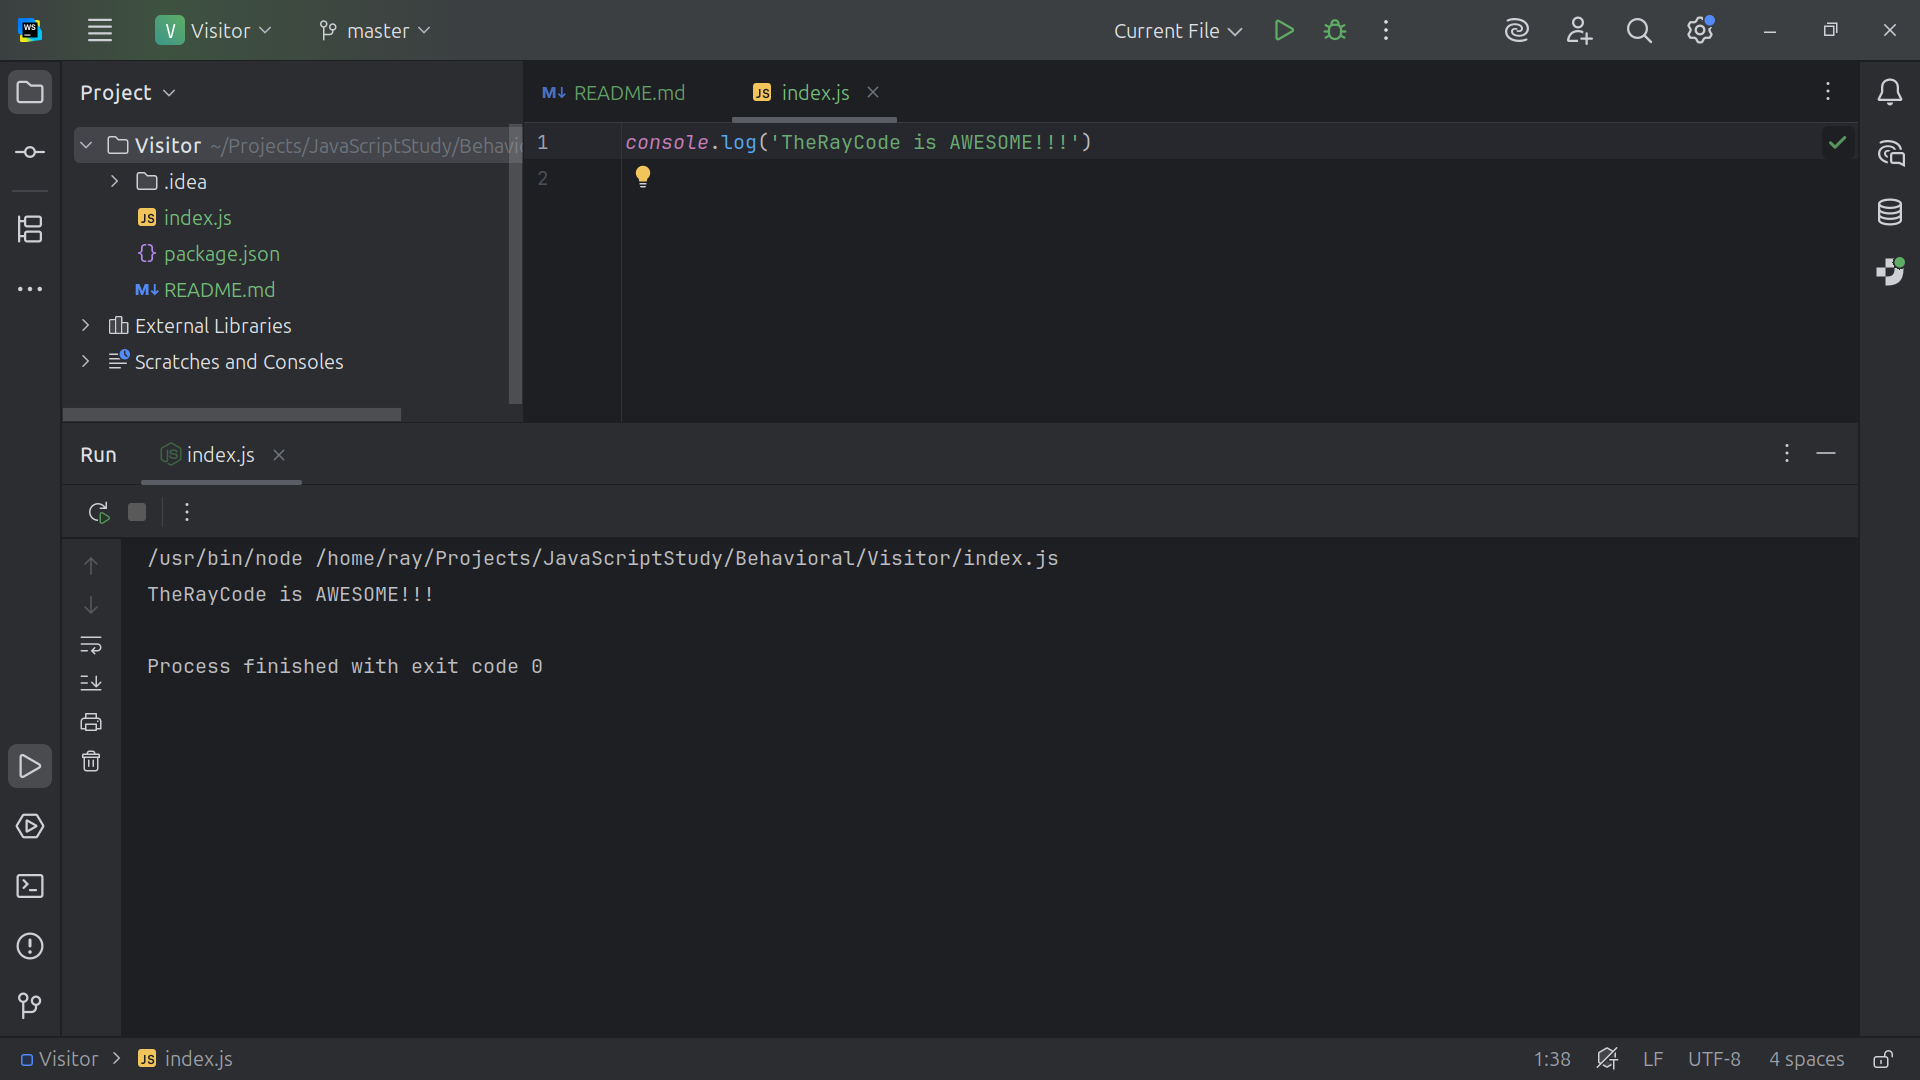 WS
V Visitor
master
Current File
Project
README.md
index.js
Visitor ~/Projects/JavaScriptStudy/Behavi
.idea
index.js
package.json
README.md
External Libraries
Scratches and Consoles
1 console.log('TheRayCode is AWESOME!!!')
2
Run
index.js
/usr/bin/node /home/ray/Projects/JavaScriptStudy/Behavioral/Visitor/index.js
TheRayCode is AWESOME!!!
Process finished with exit code 0
Visitor
index.js
1:38
LF
UTF-8
4 spaces